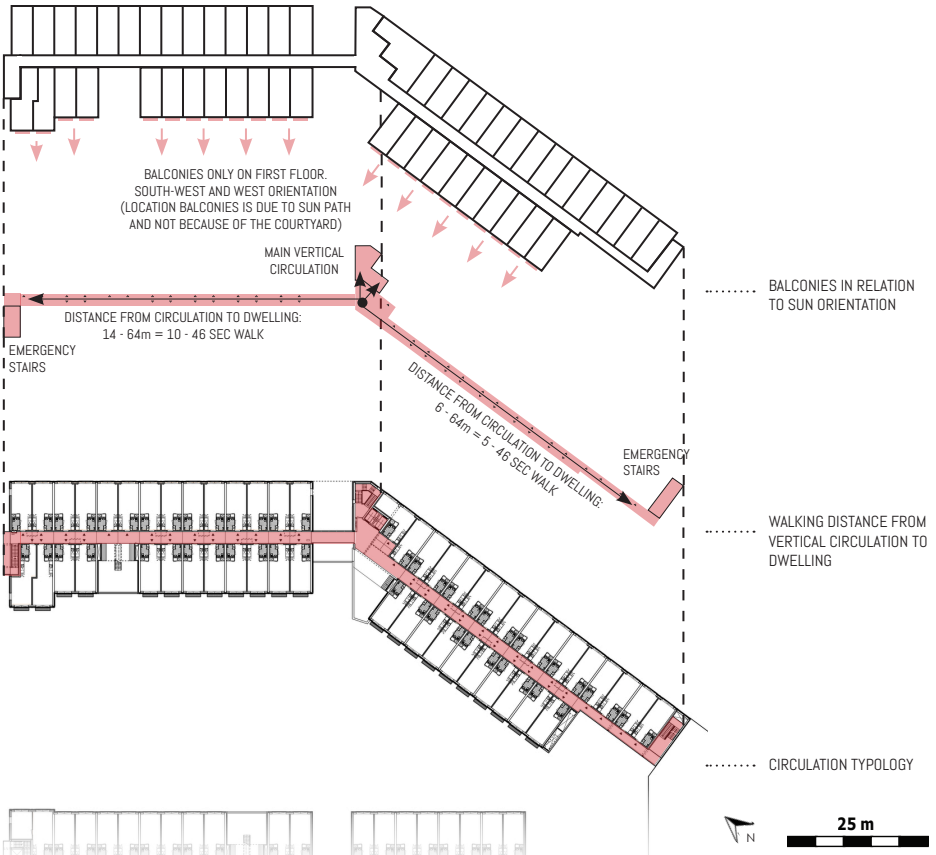 BALCONIES ONLY ON FIRST FLOOR.
SOUTH-WEST AND WEST ORIENTATION
(LOCATION BALCONIES IS DUE TO SUN PATH
AND NOT BECAUSE OF THE COURTYARD)
MAIN VERTICAL
CIRCULATION
BALCONIES IN RELATION
TO SUN ORIENTATION
DISTANCE FROM CIRCULATION TO DWELLING:
14 - 64m = 10 - 46 SEC WALK
EMERGENCY
STAIRS
DISTANCE FROM CIRCULATION TO DWELLING:
6 - 64m = 5 - 46 SEC WALK
EMERGENCY
STAIRS
WALKING DISTANCE FROM
VERTICAL CIRCULATION TO
DWELLING
CIRCULATION TYPOLOGY
N
25 m